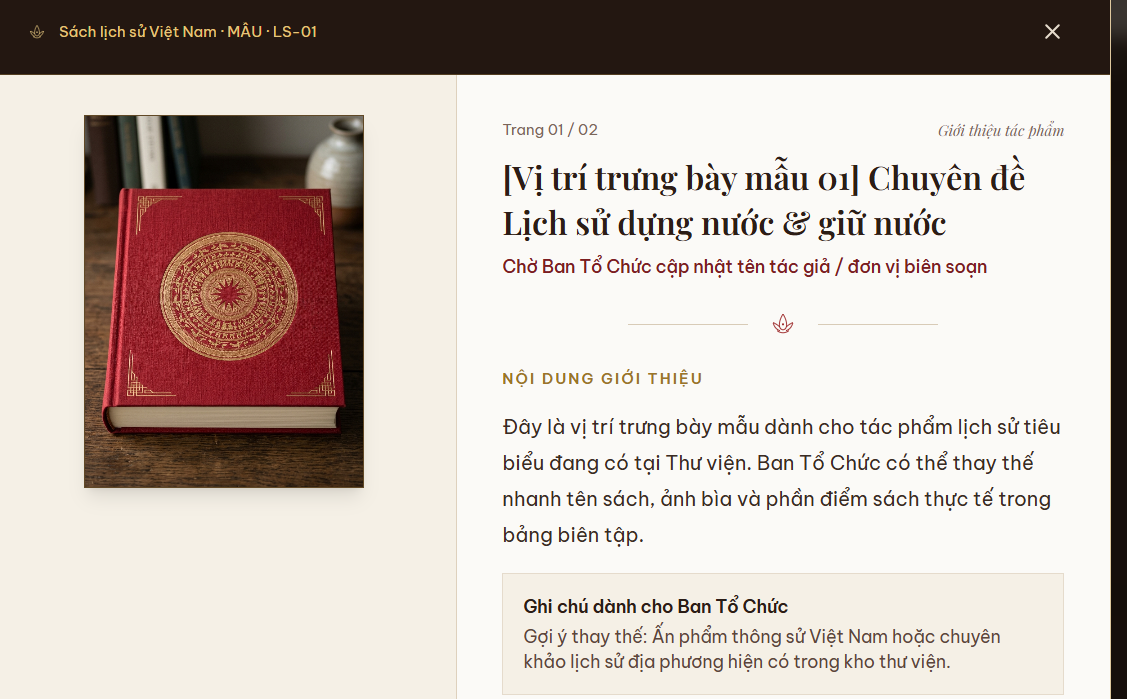 Sách lịch sử Việt Nam · MẪU · LS-01
Trang 01 / 02
Giới thiệu tác phẩm
[Vị trí trưng bày mẫu 01] Chuyên đề
Lịch sử dựng nước & giữ nước
Chờ Ban Tổ Chức cập nhật tên tác giả / đơn vị biên soạn
NỘI DUNG GIỚI THIỆU
Đây là vị trí trưng bày mẫu dành cho tác phẩm lịch sử tiêu
biểu đang có tại Thư viện. Ban Tổ Chức có thể thay thế
nhanh tên sách, ảnh bìa và phần điểm sách thực tế trong
bảng biên tập.
Ghi chú dành cho Ban Tổ Chức
Gợi ý thay thế: Ấn phẩm thông sử Việt Nam hoặc chuyên
khảo lịch sử địa phương hiện có trong kho thư viện.